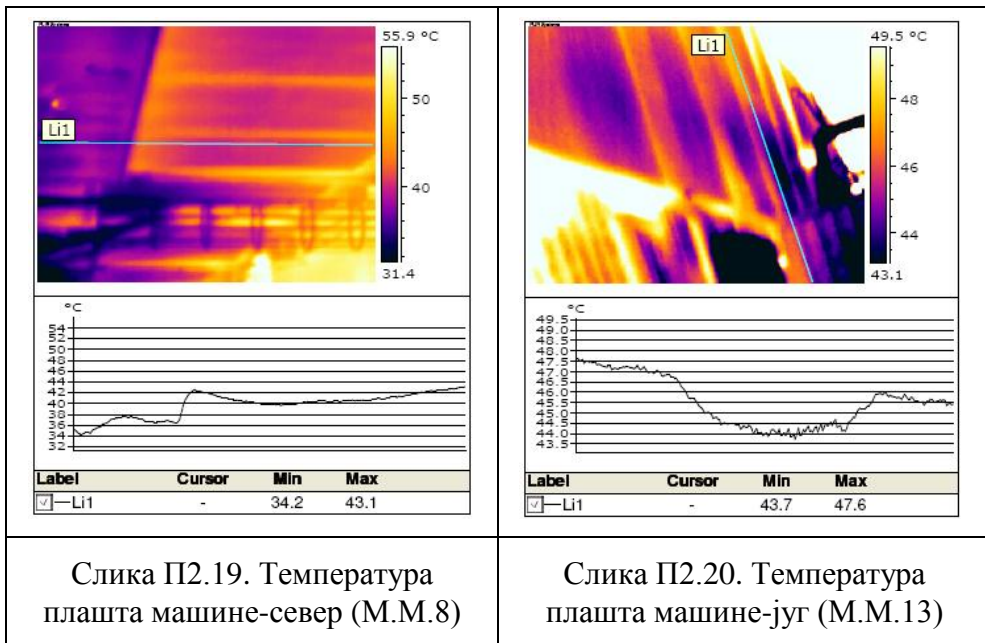 55.9 °C
Li1
50
40
31.4
°C
54
52
50
48
46
44
42
40
38
36
34
32
Label Cursor Min Max
Li1 - 34.2 43.1
Слика П2.19. Температура
плашта машине-север (М.М.8)
49.5 °C
Li1
48
46
44
43.1
°C
49.5
49.0
48.5
48.0
47.5
47.0
46.5
46.0
45.5
45.0
44.5
44.0
43.5
Label Cursor Min Max
Li1 - 43.7 47.6
Слика П2.20. Температура
плашта машине-југ (М.М.13)